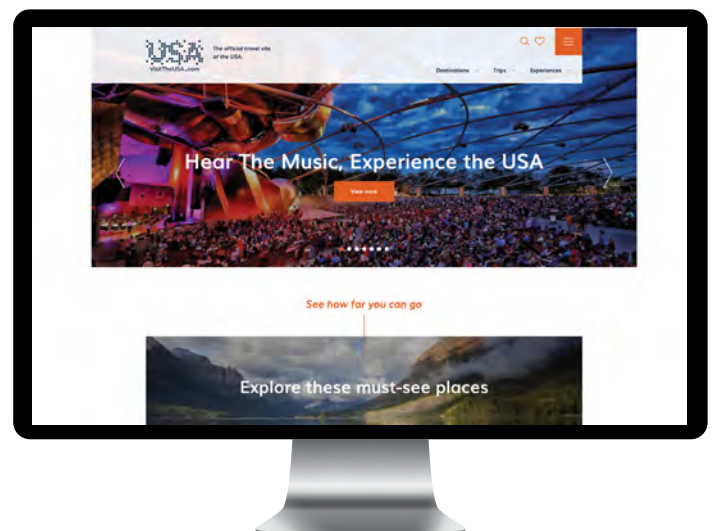 USA
VisitTheUSA.com
The official travel site
of the USA.
Destinations
Trips
Experiences
Hear The Music, Experience the USA
View more
See how far you can go
Explore these must-see places